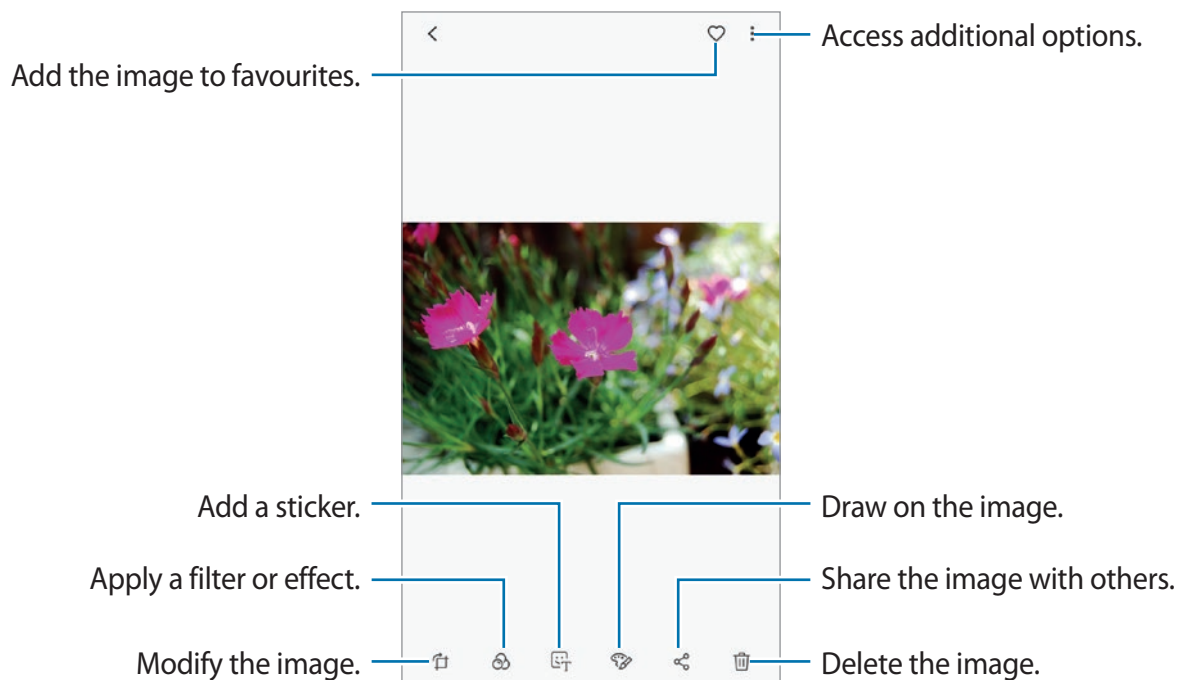 Access additional options.
Add the image to favourites.
Add a sticker.
Draw on the image.
Apply a filter or effect.
Share the image with others.
Modify the image.
Delete the image.